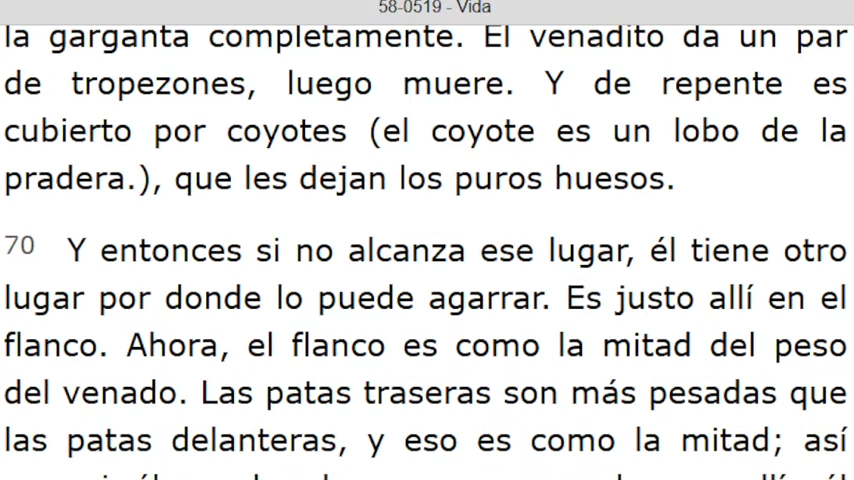 58-0519 - Vida
la garganta completamente. El venadito da un par
de tropezones, luego muere. Y de repente es
cubierto por coyotes (el coyote es un lobo de la
pradera.), que les dejan los puros huesos.
70 Y entonces si no alcanza ese lugar, él tiene otro
lugar por donde lo puede agarrar. Es justo allí en el
flanco. Ahora, el flanco es como la mitad del peso
del venado. Las patas traseras son más pesadas que
las patas delanteras, y eso es como la mitad; así